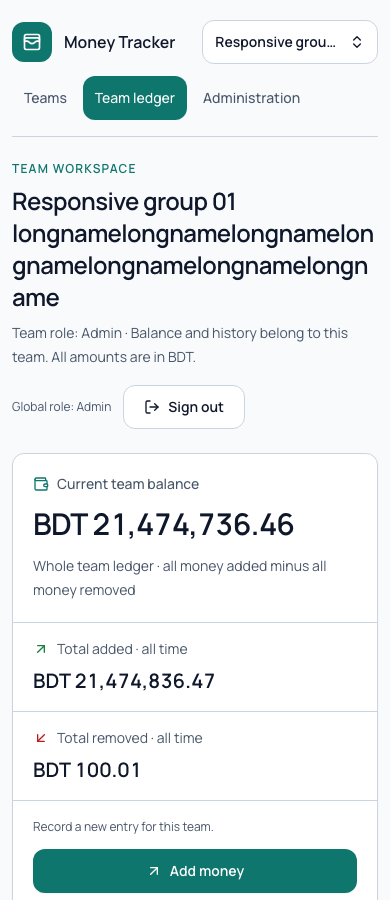 Money Tracker
Responsive grou...
Teams
Team ledger
Administration
TEAM WORKSPACE
Responsive group 01
longnamelongnamelongnamelon
gnamelongnamelongnamelongn
ame
Team role: Admin · Balance and history belong to this
team. All amounts are in BDT.
Global role: Admin
Sign out
Current team balance
BDT 21,474,736.46
Whole team ledger · all money added minus all
money removed
Total added · all time
BDT 21,474,836.47
Total removed · all time
BDT 100.01
Record a new entry for this team.
Add money